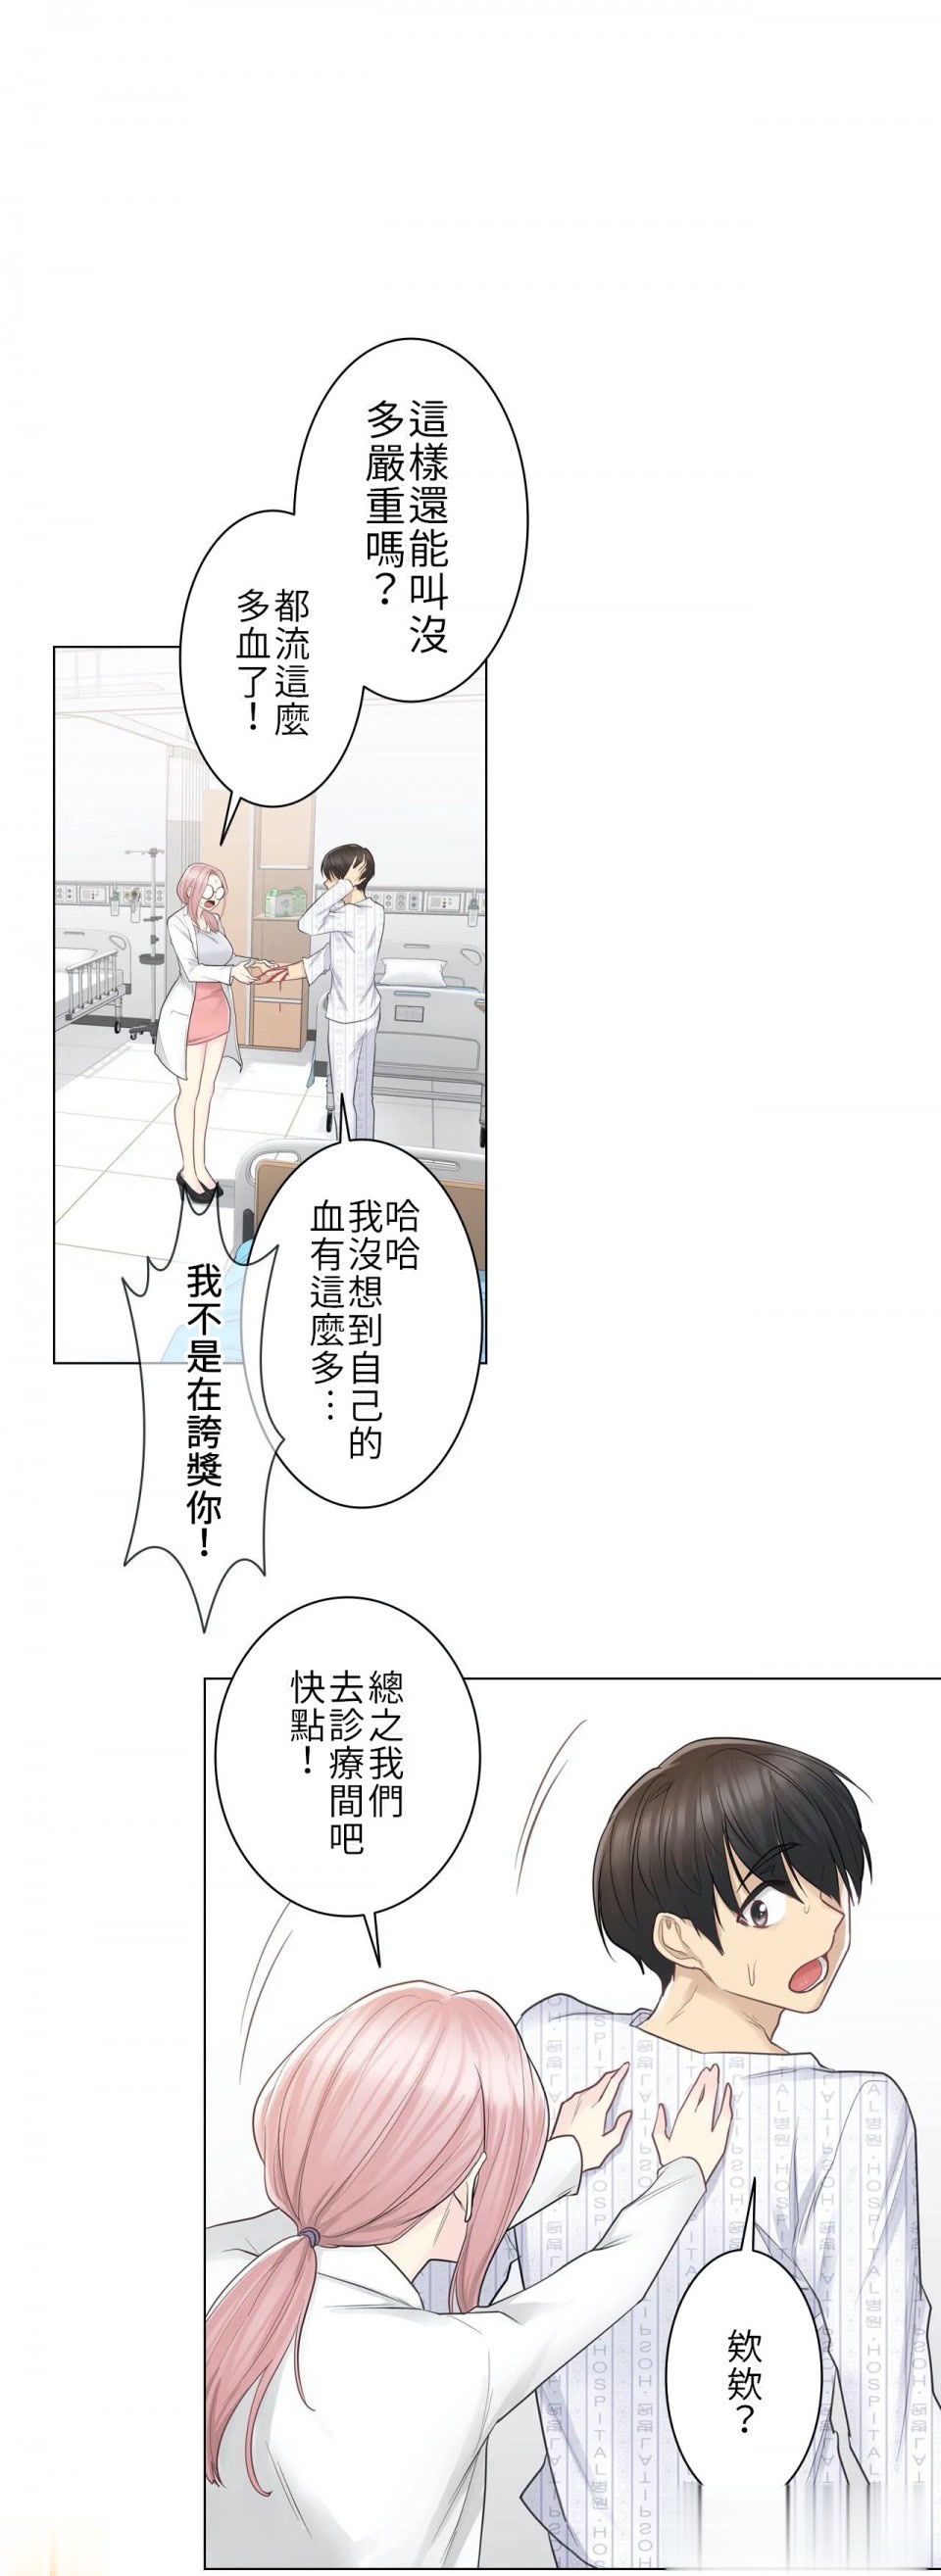 這樣還能叫沒
多嚴重嗎？
都流這麼
多血了！
哈哈
我沒想到自己的
血有這麼多…
我不是在誇獎你！
總之我們
去診療間吧
快點！
欸欸？